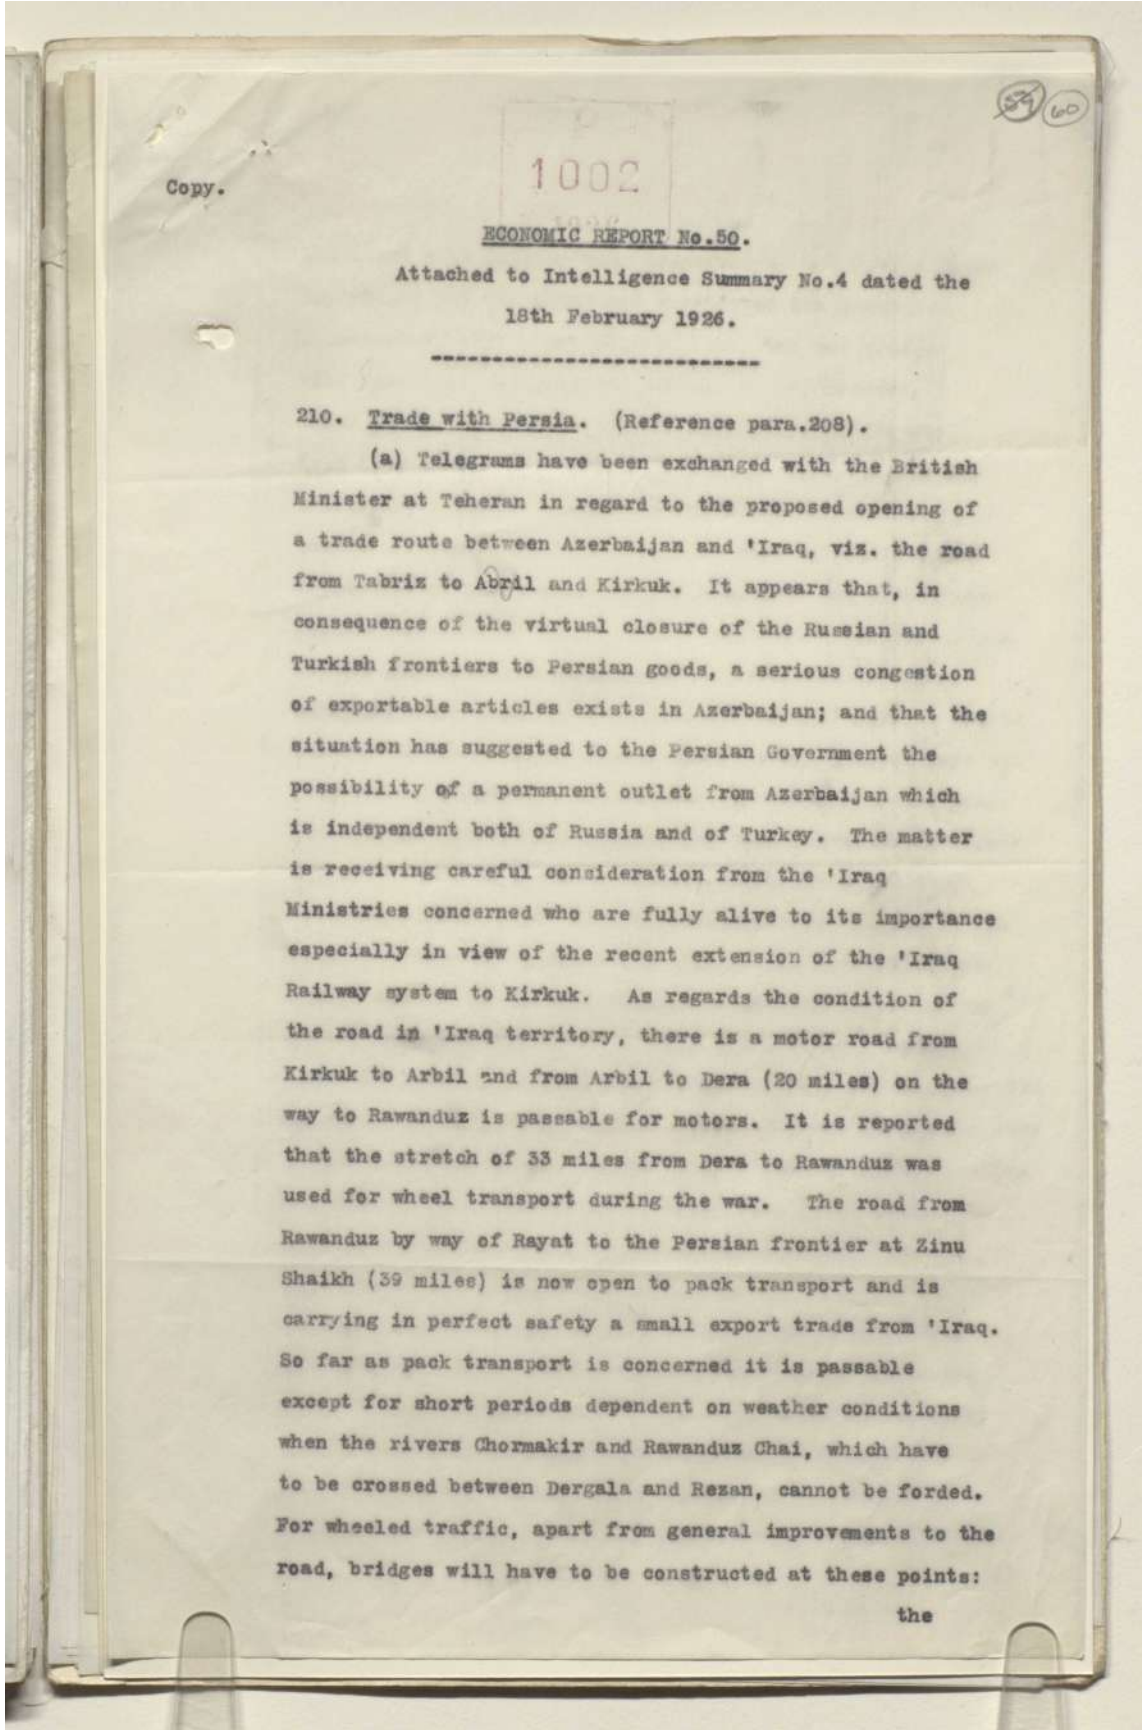 59 60
1002
Copy.
ECONOMIC REPORT No.50.
Attached to Intelligence Summary No.4 dated the
18th February 1926.
---------------------------
210. Trade with Persia. (Reference para.208).
(a) Telegrams have been exchanged with the British
Minister at Teheran in regard to the proposed opening of
a trade route between Azerbaijan and 'Iraq, viz. the road
from Tabriz to Abril and Kirkuk. It appears that, in
consequence of the virtual closure of the Russian and
Turkish frontiers to Persian goods, a serious congestion
of exportable articles exists in Azerbaijan; and that the
situation has suggested to the Persian Government the
possibility of a permanent outlet from Azerbaijan which
is independent both of Russia and of Turkey. The matter
is receiving careful consideration from the 'Iraq
Ministries concerned who are fully alive to its importance
especially in view of the recent extension of the 'Iraq
Railway system to Kirkuk. As regards the condition of
the road in 'Iraq territory, there is a motor road from
Kirkuk to Arbil and from Arbil to Dera (20 miles) on the
way to Rawanduz is passable for motors. It is reported
that the stretch of 33 miles from Dera to Rawanduz was
used for wheel transport during the war. The road from
Rawanduz by way of Rayat to the Persian frontier at Zinu
Shaikh (39 miles) is now open to pack transport and is
carrying in perfect safety a small export trade from 'Iraq.
So far as pack transport is concerned it is passable
except for short periods dependent on weather conditions
when the rivers Chormakir and Rawanduz Chai, which have
to be crossed between Dergala and Rezan, cannot be forded.
For wheeled traffic, apart from general improvements to the
road, bridges will have to be constructed at these points:
the